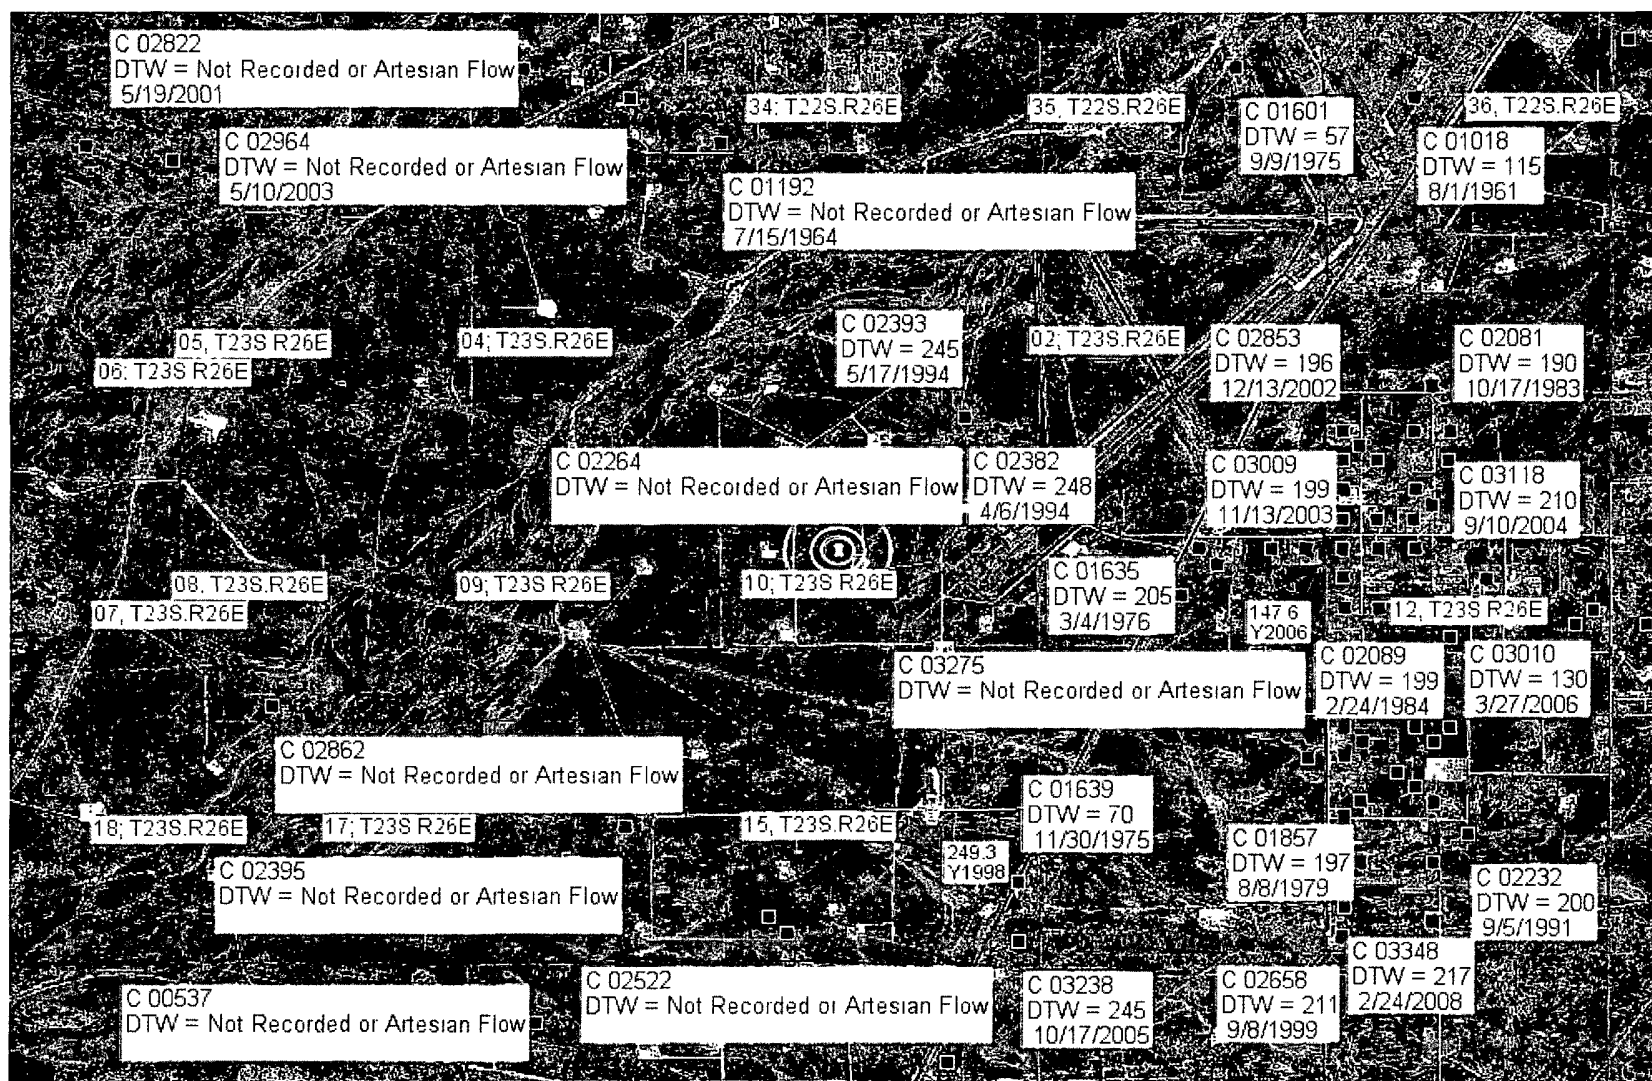 C 02822
DTW = Not Recorded or Artesian Flow
5/19/2001
34; T22S.R26E
35, T22S.R26E
C 01601
DTW = 57
9/9/1975
36, T22S.R26E
C 02964
DTW = Not Recorded or Artesian Flow
5/10/2003
C 01018
DTW = 115
8/1/1961
C 01192
DTW = Not Recorded or Artesian Flow
7/15/1964
05, T23S R26E
04; T23S.R26E
06; T23S R26E
C 02393
DTW = 245
5/17/1994
02; T23S.R26E
C 02853
DTW = 196
12/13/2002
C 02081
DTW = 190
10/17/1983
C 02264
DTW = Not Recorded or Artesian Flow
C 02382
DTW = 248
4/6/1994
C 03009
DTW = 199
11/13/2003
C 03118
DTW = 210
9/10/2004
08, T23S.R26E
09; T23S.R26E
10; T23S R26E
07, T23S.R26E
C 01635
DTW = 205
3/4/1976
147 6
Y2006
12, T23S R26E
C 03275
DTW = Not Recorded or Artesian Flow
C 02089
DTW = 199
2/24/1984
C 03010
DTW = 130
3/27/2006
C 02862
DTW = Not Recorded or Artesian Flow
18; T23S.R26E
17; T23S R26E
15, T23S.R26E
C 01639
DTW = 70
11/30/1975
249.3
Y1998
C 01857
DTW = 197
8/8/1979
C 02395
DTW = Not Recorded or Artesian Flow
C 02232
DTW = 200
9/5/1991
C 00537
DTW = Not Recorded or Artesian Flow
C 02522
DTW = Not Recorded or Artesian Flow
C 03238
DTW = 245
10/17/2005
C 02658
DTW = 211
9/8/1999
C 03348
DTW = 217
2/24/2008